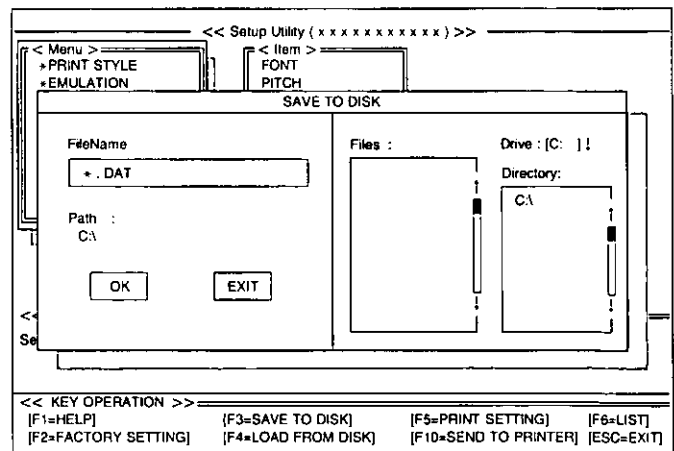 << Setup Utility ( x x x x x x x x x x x ) >>
< Menu >
∗PRINT STYLE
∗EMULATION
< Item >
FONT
PITCH
SAVE TO DISK
FileName
∗ . DAT
Path :
C:\
OK
EXIT
Files :
Drive : [C: ] ↓
Directory:
C:\
<<
Se
<< KEY OPERATION >>
[F1=HELP] [F3=SAVE TO DISK] [F5=PRINT SETTING] [F6=LIST]
[F2=FACTORY SETTING] [F4=LOAD FROM DISK] [F10=SEND TO PRINTER] [ESC=EXIT]